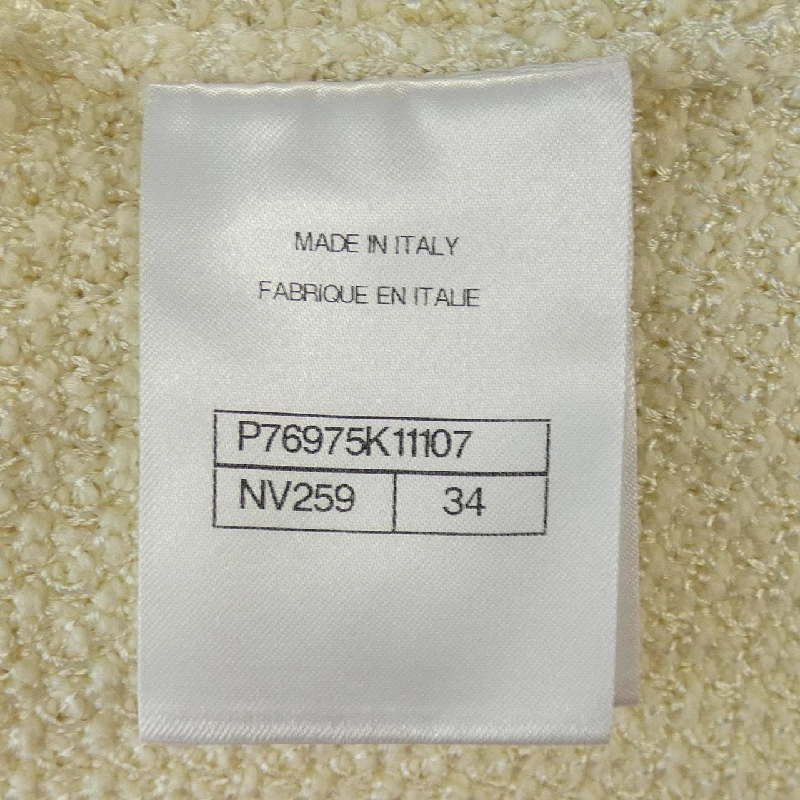 MADE IN ITALY
FABRIQUE EN ITALIE
P76975K11107
NV259 34